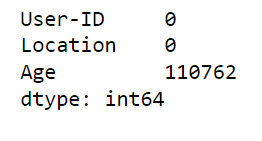 User-ID     0
Location    0
Age         110762
dtype: int64